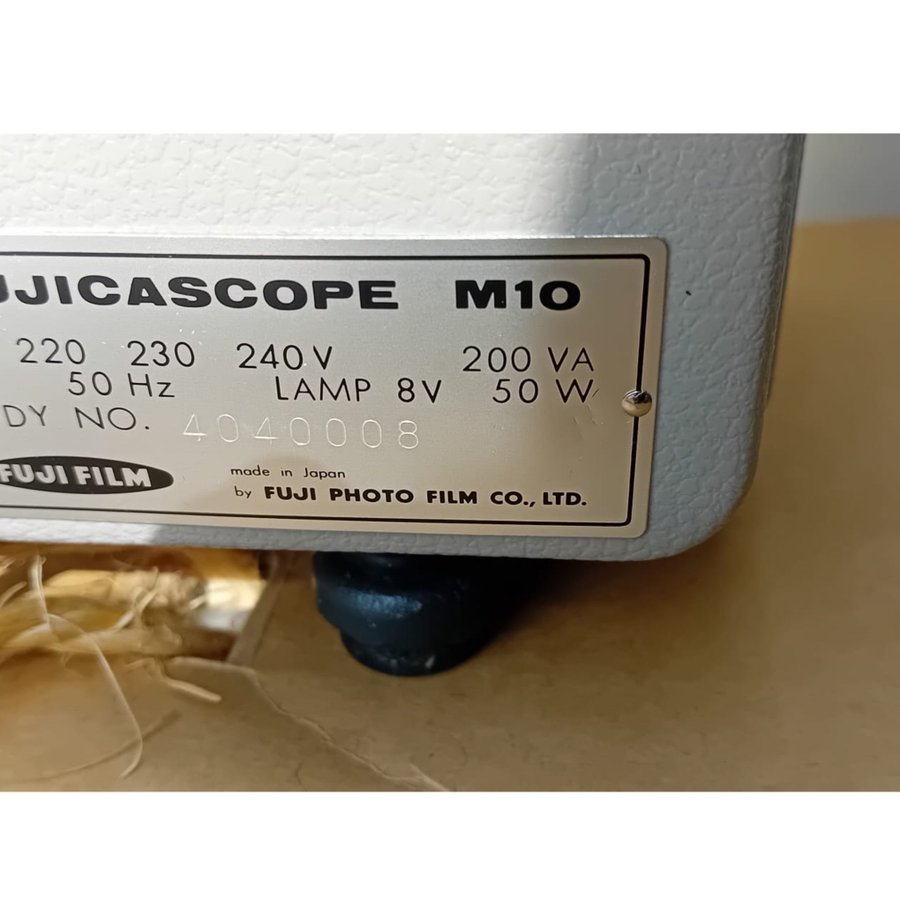 UJICASCOPE M10
220 230 240V 200 VA
50 Hz LAMP 8V 50 W
DY NO. 4040008
FUJI FILM
made in Japan
by FUJI PHOTO FILM CO., LTD.